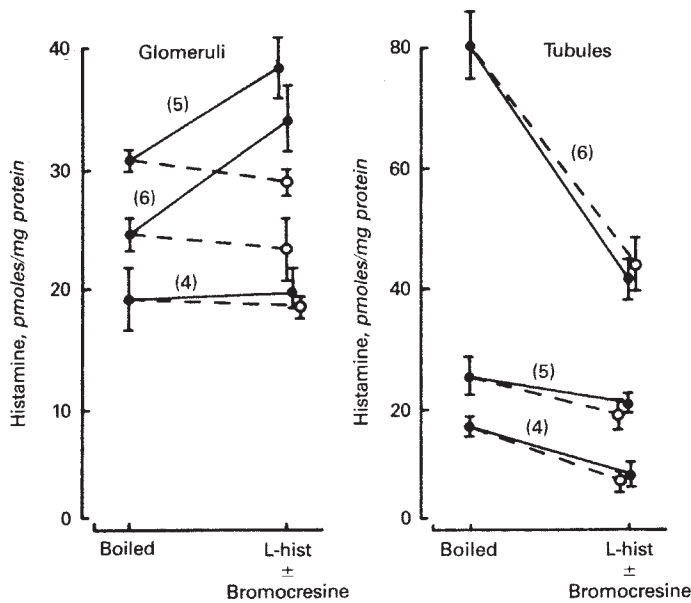 Glomeruli
Histamine, pmoles/mg protein
40
30
20
10
0
(5)
(6)
(4)
Boiled
L-hist
±
Bromocresine
Tubules
Histamine, pmoles/mg protein
80
60
40
20
0
(6)
(5)
(4)
Boiled
L-hist
±
Bromocresine